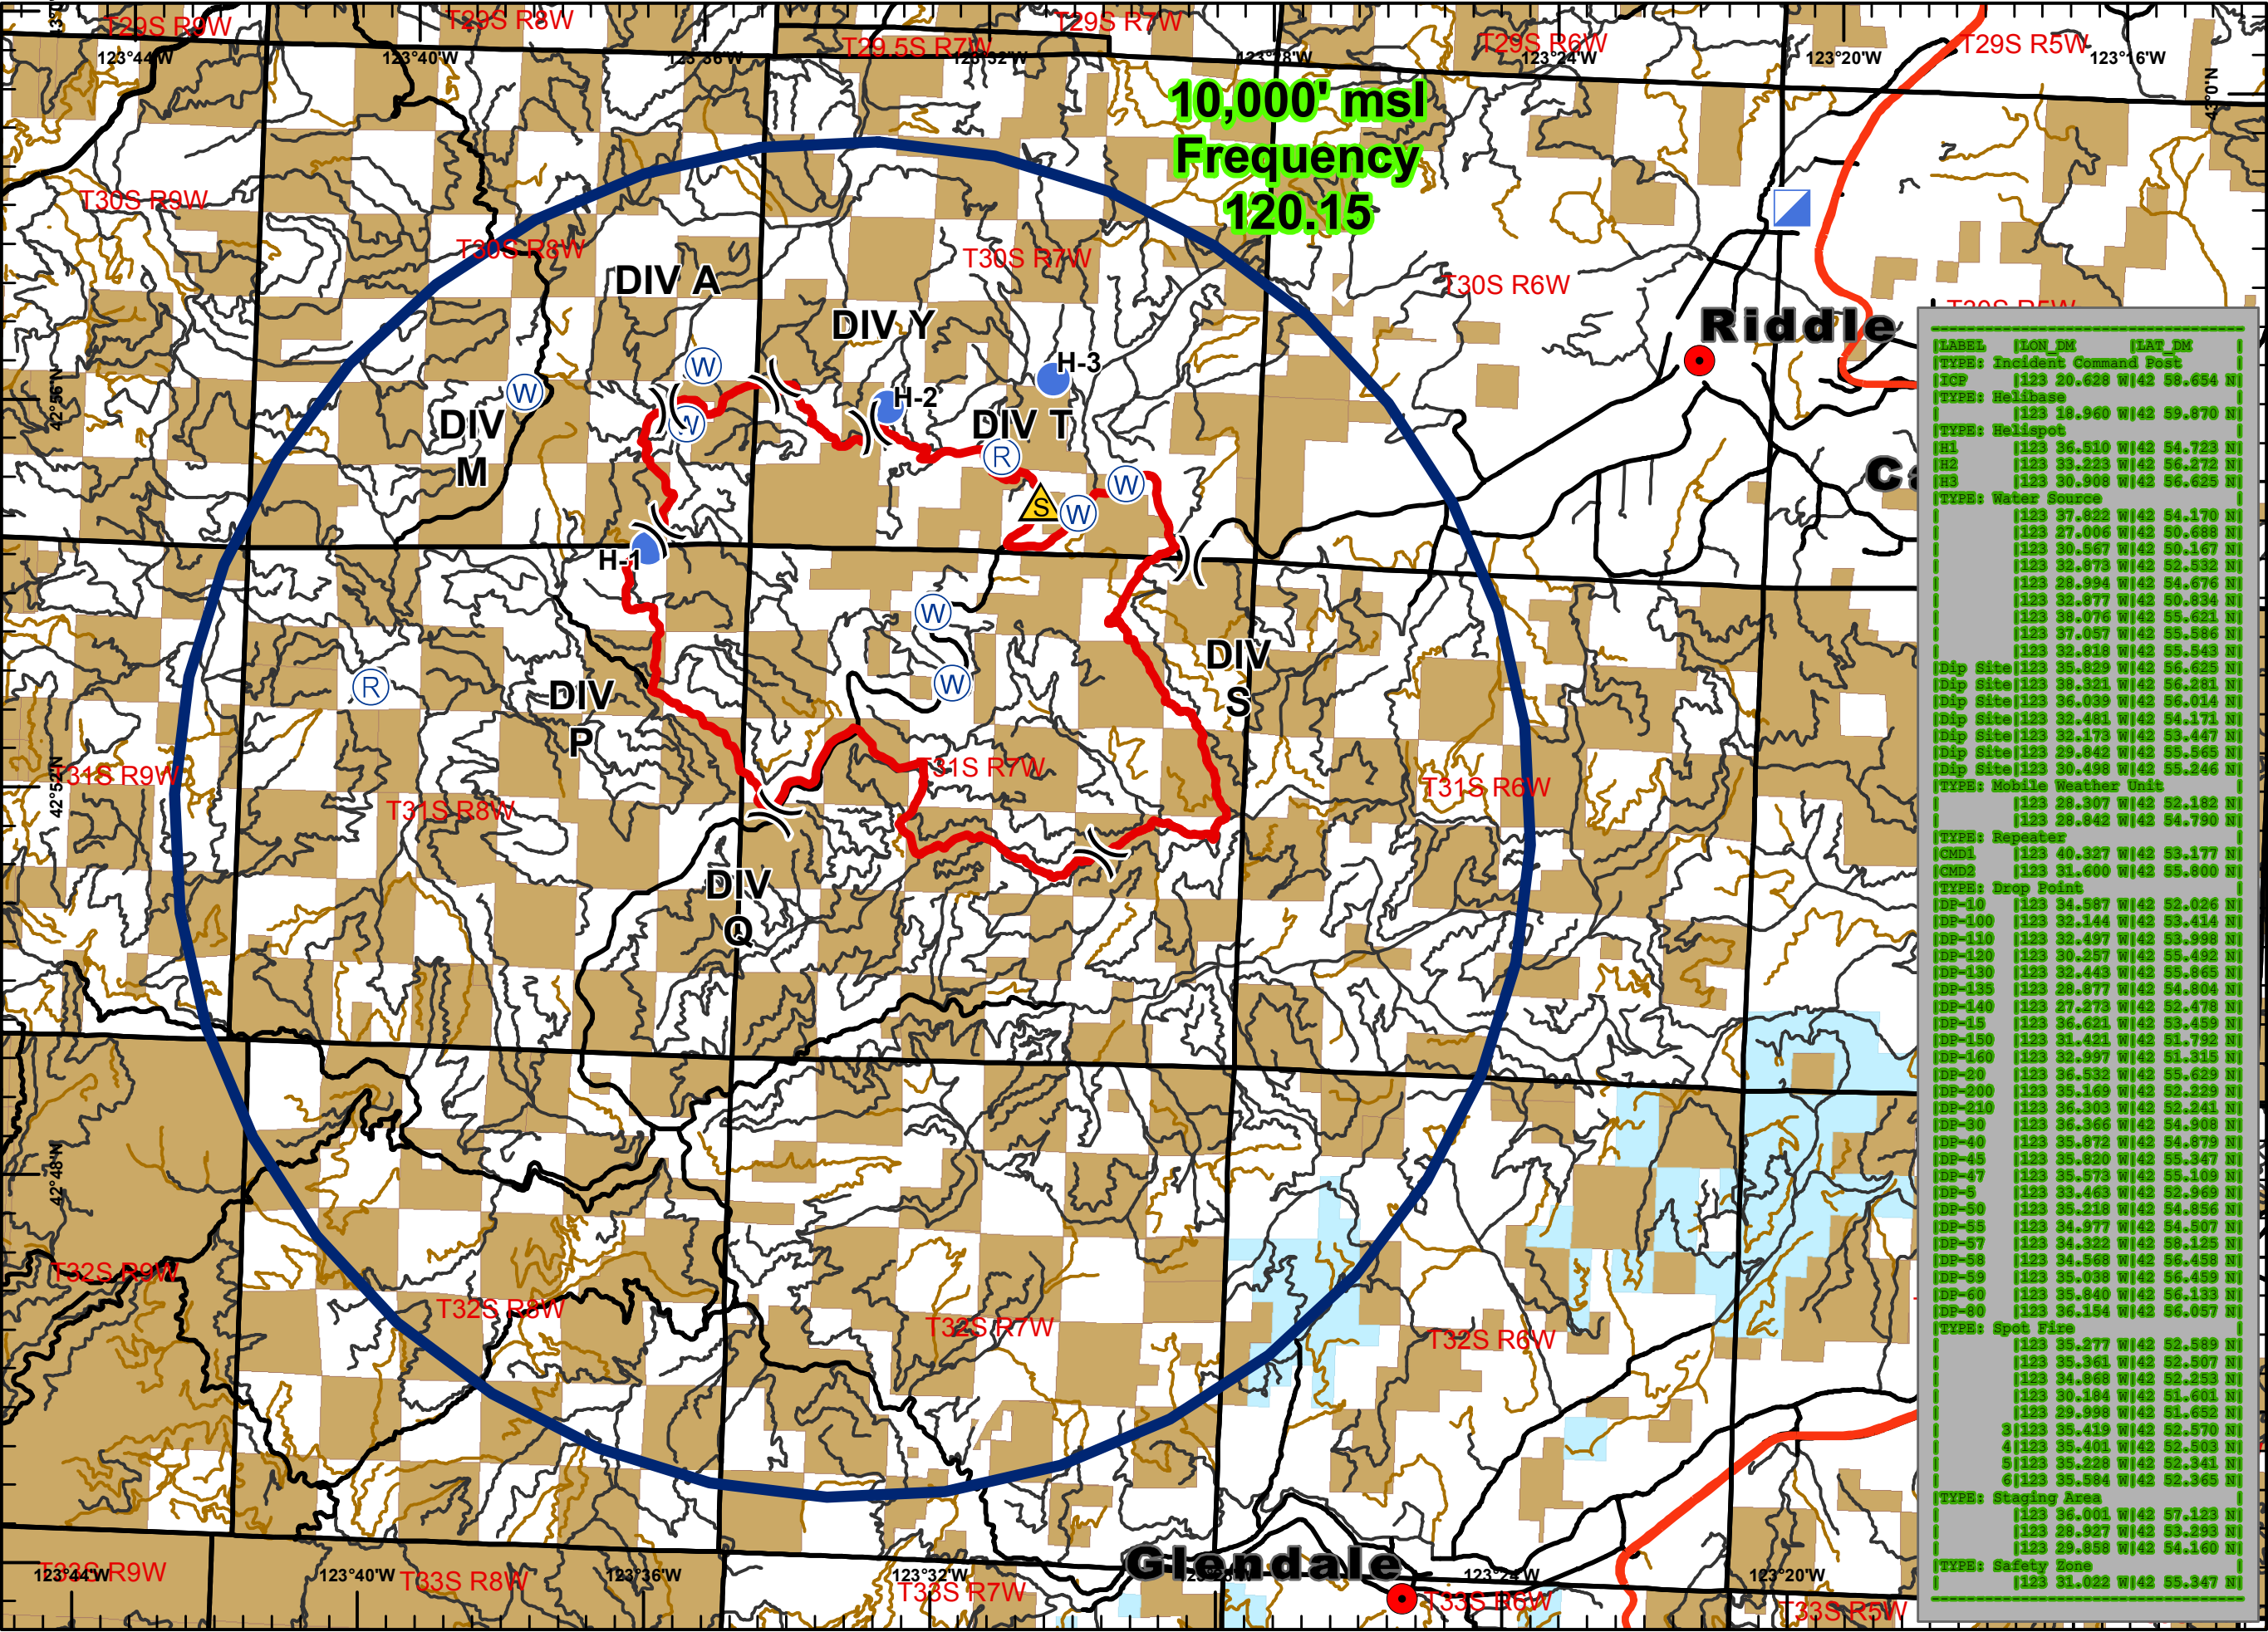 T29S R9W
T29S R8W
T29.5S R7W
T29S R7W
T29S R6W
T29S R5W
123°44'W
123°40'W
123°36'W
123°32'W
123°28'W
123°24'W
123°20'W
123°16'W
43°0'N
10,000' msl
Frequency
120.15
T30S R9W
T30S R8W
T30S R7W
T30S R6W
T30S R5W
DIV A
DIV Y
Riddle
H-3
W
W
42°56'N
H-2
DIV
M
W
DIV T
R
W
S
W
H-1
W
DIV
S
R
W
DIV
P
42°52'N
T31S R9W
T31S R8W
T31S R7W
T31S R6W
DIV
Q
42°48'N
T32S R9W
T32S R8W
T32S R7W
T32S R6W
Glendale
123°44'W
123°40'W
123°36'W
123°32'W
123°28'W
123°24'W
123°20'W
T33S R9W
T33S R8W
T33S R7W
T33S R6W
T33S R5W
|LABEL |LON_DM |LAT_DM |
|TYPE: Incident Command Post |
|ICP |123 20.628 W|42 58.654 N|
|TYPE: Helibase |
| |123 18.960 W|42 59.870 N|
|TYPE: Helispot |
|H1 |123 36.510 W|42 54.723 N|
|H2 |123 33.223 W|42 56.272 N|
|H3 |123 30.908 W|42 56.625 N|
|TYPE: Water Source |
| |123 37.822 W|42 54.170 N|
| |123 27.006 W|42 50.688 N|
| |123 30.567 W|42 50.167 N|
| |123 32.873 W|42 52.532 N|
| |123 28.994 W|42 54.676 N|
| |123 32.877 W|42 50.834 N|
| |123 38.076 W|42 55.621 N|
| |123 37.057 W|42 55.586 N|
| |123 32.818 W|42 55.543 N|
|Dip Site|123 35.829 W|42 56.625 N|
|Dip Site|123 38.321 W|42 56.281 N|
|Dip Site|123 36.039 W|42 56.014 N|
|Dip Site|123 32.481 W|42 54.171 N|
|Dip Site|123 32.173 W|42 53.447 N|
|Dip Site|123 29.842 W|42 55.565 N|
|Dip Site|123 30.498 W|42 55.246 N|
|TYPE: Mobile Weather Unit |
| |123 28.307 W|42 52.182 N|
| |123 28.842 W|42 54.790 N|
|TYPE: Repeater |
|CMD1 |123 40.327 W|42 53.177 N|
|CMD2 |123 31.600 W|42 55.800 N|
|TYPE: Drop Point |
|DP-10 |123 34.587 W|42 52.026 N|
|DP-100 |123 32.144 W|42 53.414 N|
|DP-110 |123 32.497 W|42 53.998 N|
|DP-120 |123 30.257 W|42 55.492 N|
|DP-130 |123 32.443 W|42 55.865 N|
|DP-135 |123 28.877 W|42 54.804 N|
|DP-140 |123 27.273 W|42 52.478 N|
|DP-15 |123 36.621 W|42 53.459 N|
|DP-150 |123 31.421 W|42 51.792 N|
|DP-160 |123 32.997 W|42 51.315 N|
|DP-20 |123 36.532 W|42 55.629 N|
|DP-200 |123 35.169 W|42 52.229 N|
|DP-210 |123 36.303 W|42 52.241 N|
|DP-30 |123 36.366 W|42 54.908 N|
|DP-40 |123 35.872 W|42 54.879 N|
|DP-45 |123 35.820 W|42 55.347 N|
|DP-47 |123 35.573 W|42 55.109 N|
|DP-5 |123 33.463 W|42 52.969 N|
|DP-50 |123 35.218 W|42 54.856 N|
|DP-55 |123 34.977 W|42 54.507 N|
|DP-57 |123 34.322 W|42 58.125 N|
|DP-58 |123 34.568 W|42 56.458 N|
|DP-59 |123 35.038 W|42 56.459 N|
|DP-60 |123 35.840 W|42 56.133 N|
|DP-80 |123 36.154 W|42 56.057 N|
|TYPE: Spot Fire |
| |123 35.277 W|42 52.589 N|
| |123 35.361 W|42 52.507 N|
| |123 34.868 W|42 52.253 N|
| |123 30.184 W|42 51.601 N|
| |123 29.998 W|42 51.652 N|
| 3|123 35.419 W|42 52.570 N|
| 4|123 35.401 W|42 52.503 N|
| 5|123 35.228 W|42 52.341 N|
| 6|123 35.584 W|42 52.365 N|
|TYPE: Staging Area |
| |123 36.001 W|42 57.123 N|
| |123 28.927 W|42 53.293 N|
| |123 29.858 W|42 54.160 N|
|TYPE: Safety Zone |
| |123 31.022 W|42 55.347 N|